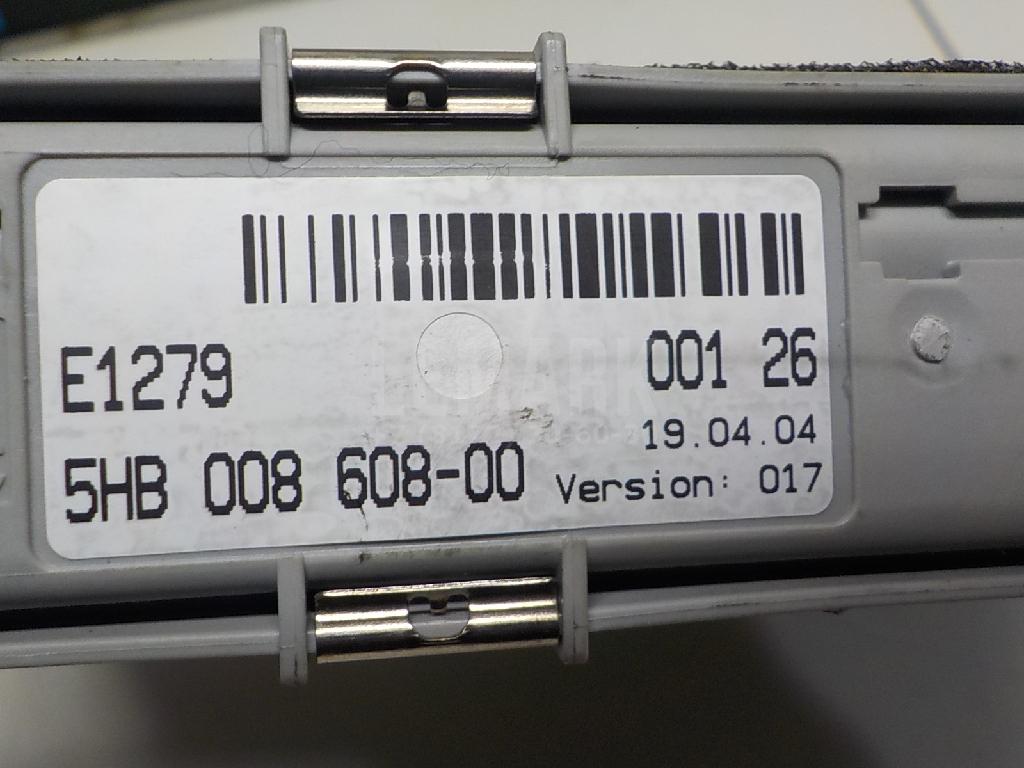 E1279 001 26
19.04.04
5HB 008 608-00 Version: 017